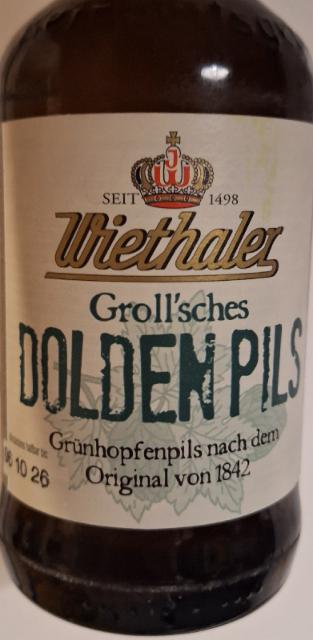 SEIT 1498
Wiethaler
Groll'sches
DOLDEN PILS
Grünhopfenpils nach dem
Original von 1842
06 10 26